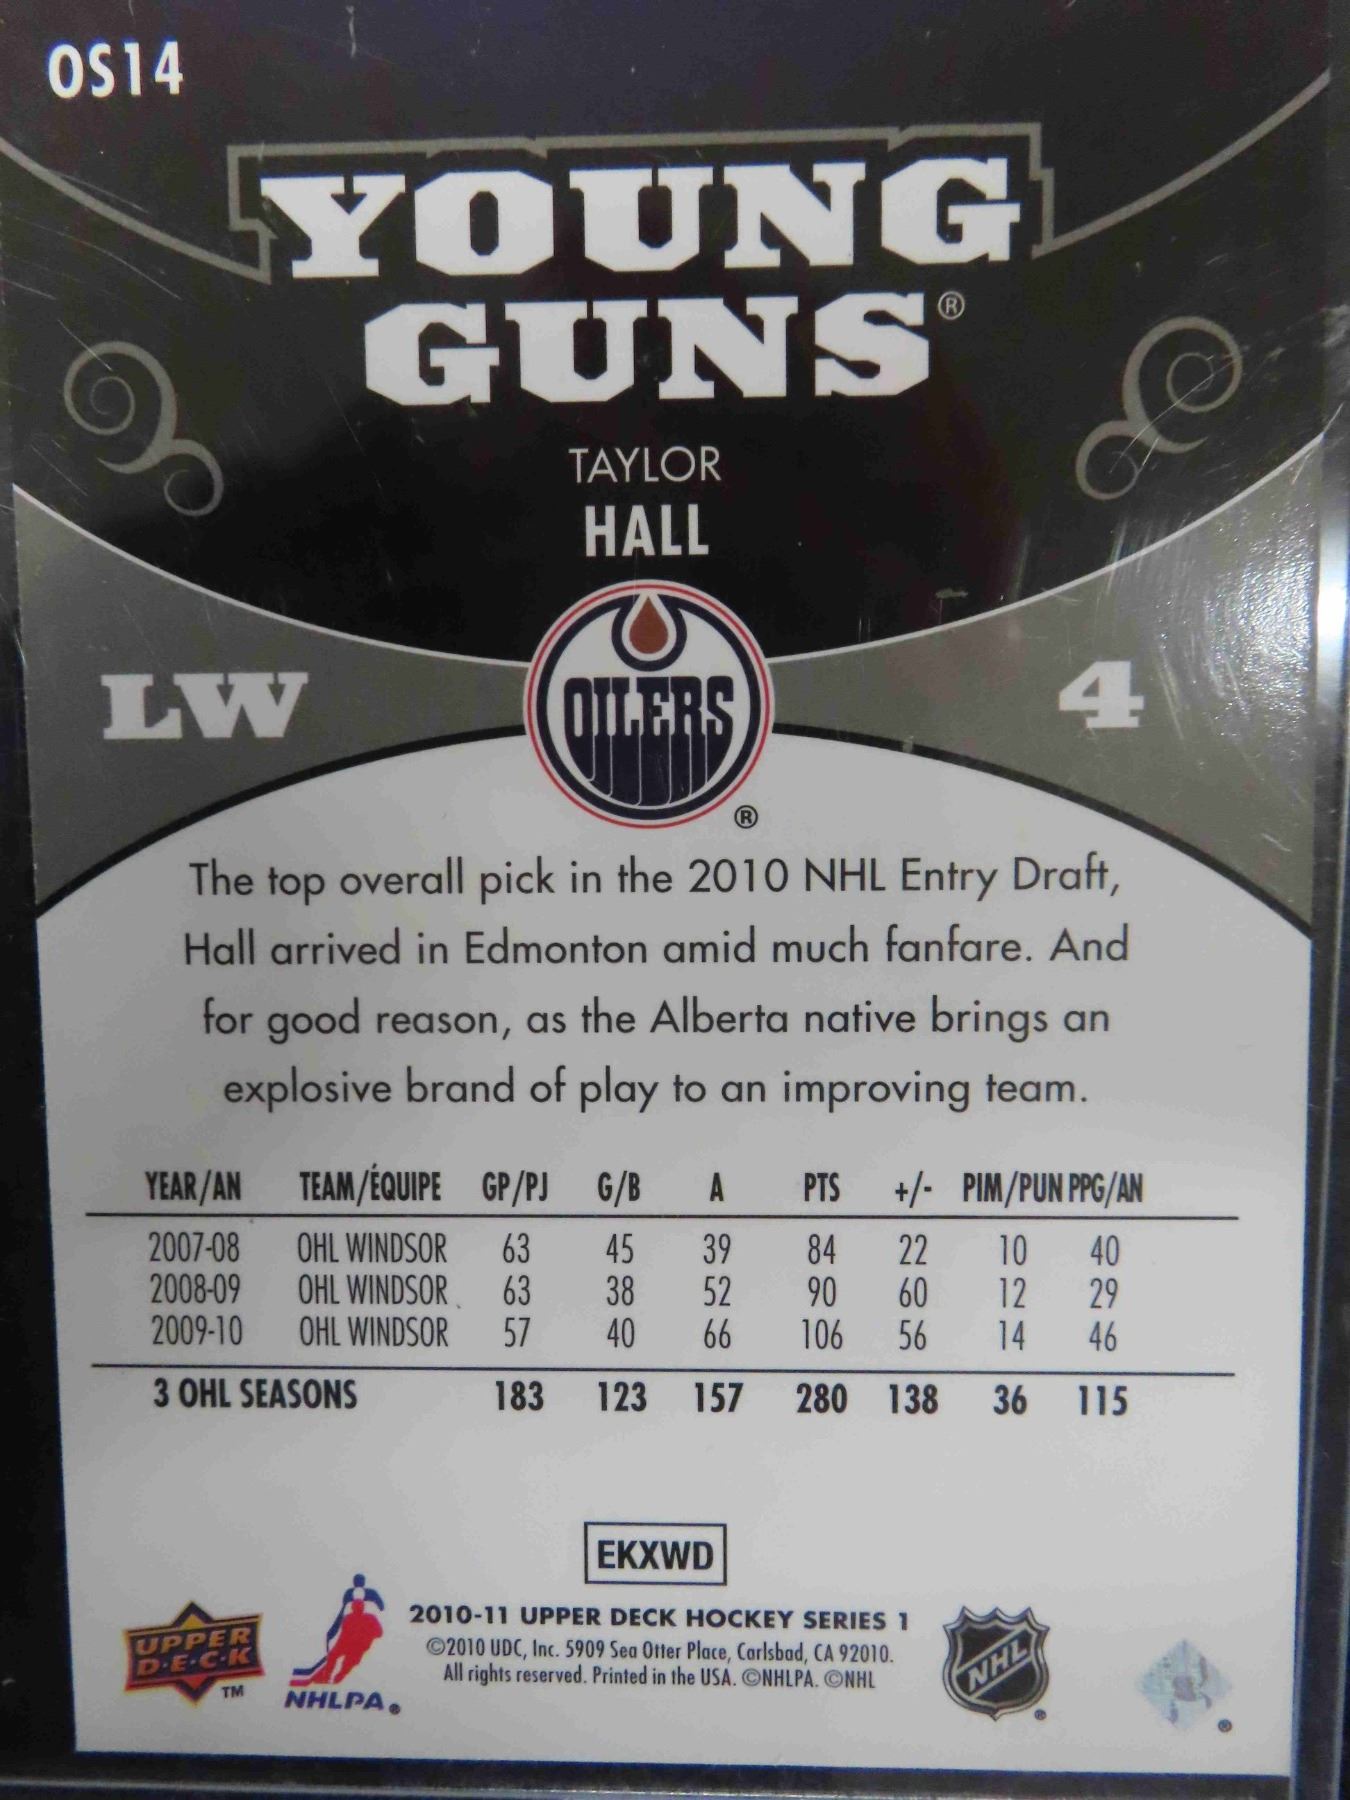 OS14
YOUNG
GUNS®
TAYLOR
HALL
LW
OILERS
4
®
The top overall pick in the 2010 NHL Entry Draft,
Hall arrived in Edmonton amid much fanfare. And
for good reason, as the Alberta native brings an
explosive brand of play to an improving team.
YEAR/AN TEAM/ÉQUIPE GP/PJ G/B A PTS +/- PIM/PUN PPG/AN
2007-08 OHL WINDSOR 63 45 39 84 22 10 40
2008-09 OHL WINDSOR 63 38 52 90 60 12 29
2009-10 OHL WINDSOR 57 40 66 106 56 14 46
3 OHL SEASONS 183 123 157 280 138 36 115
EKXWD
2010-11 UPPER DECK HOCKEY SERIES 1
©2010 UDC, Inc. 5909 Sea Otter Place, Carlsbad, CA 92010.
All rights reserved. Printed in the USA. ©NHLPA. ©NHL
UPPER
D·E·C·K
TM
NHLPA®
NHL
®
®